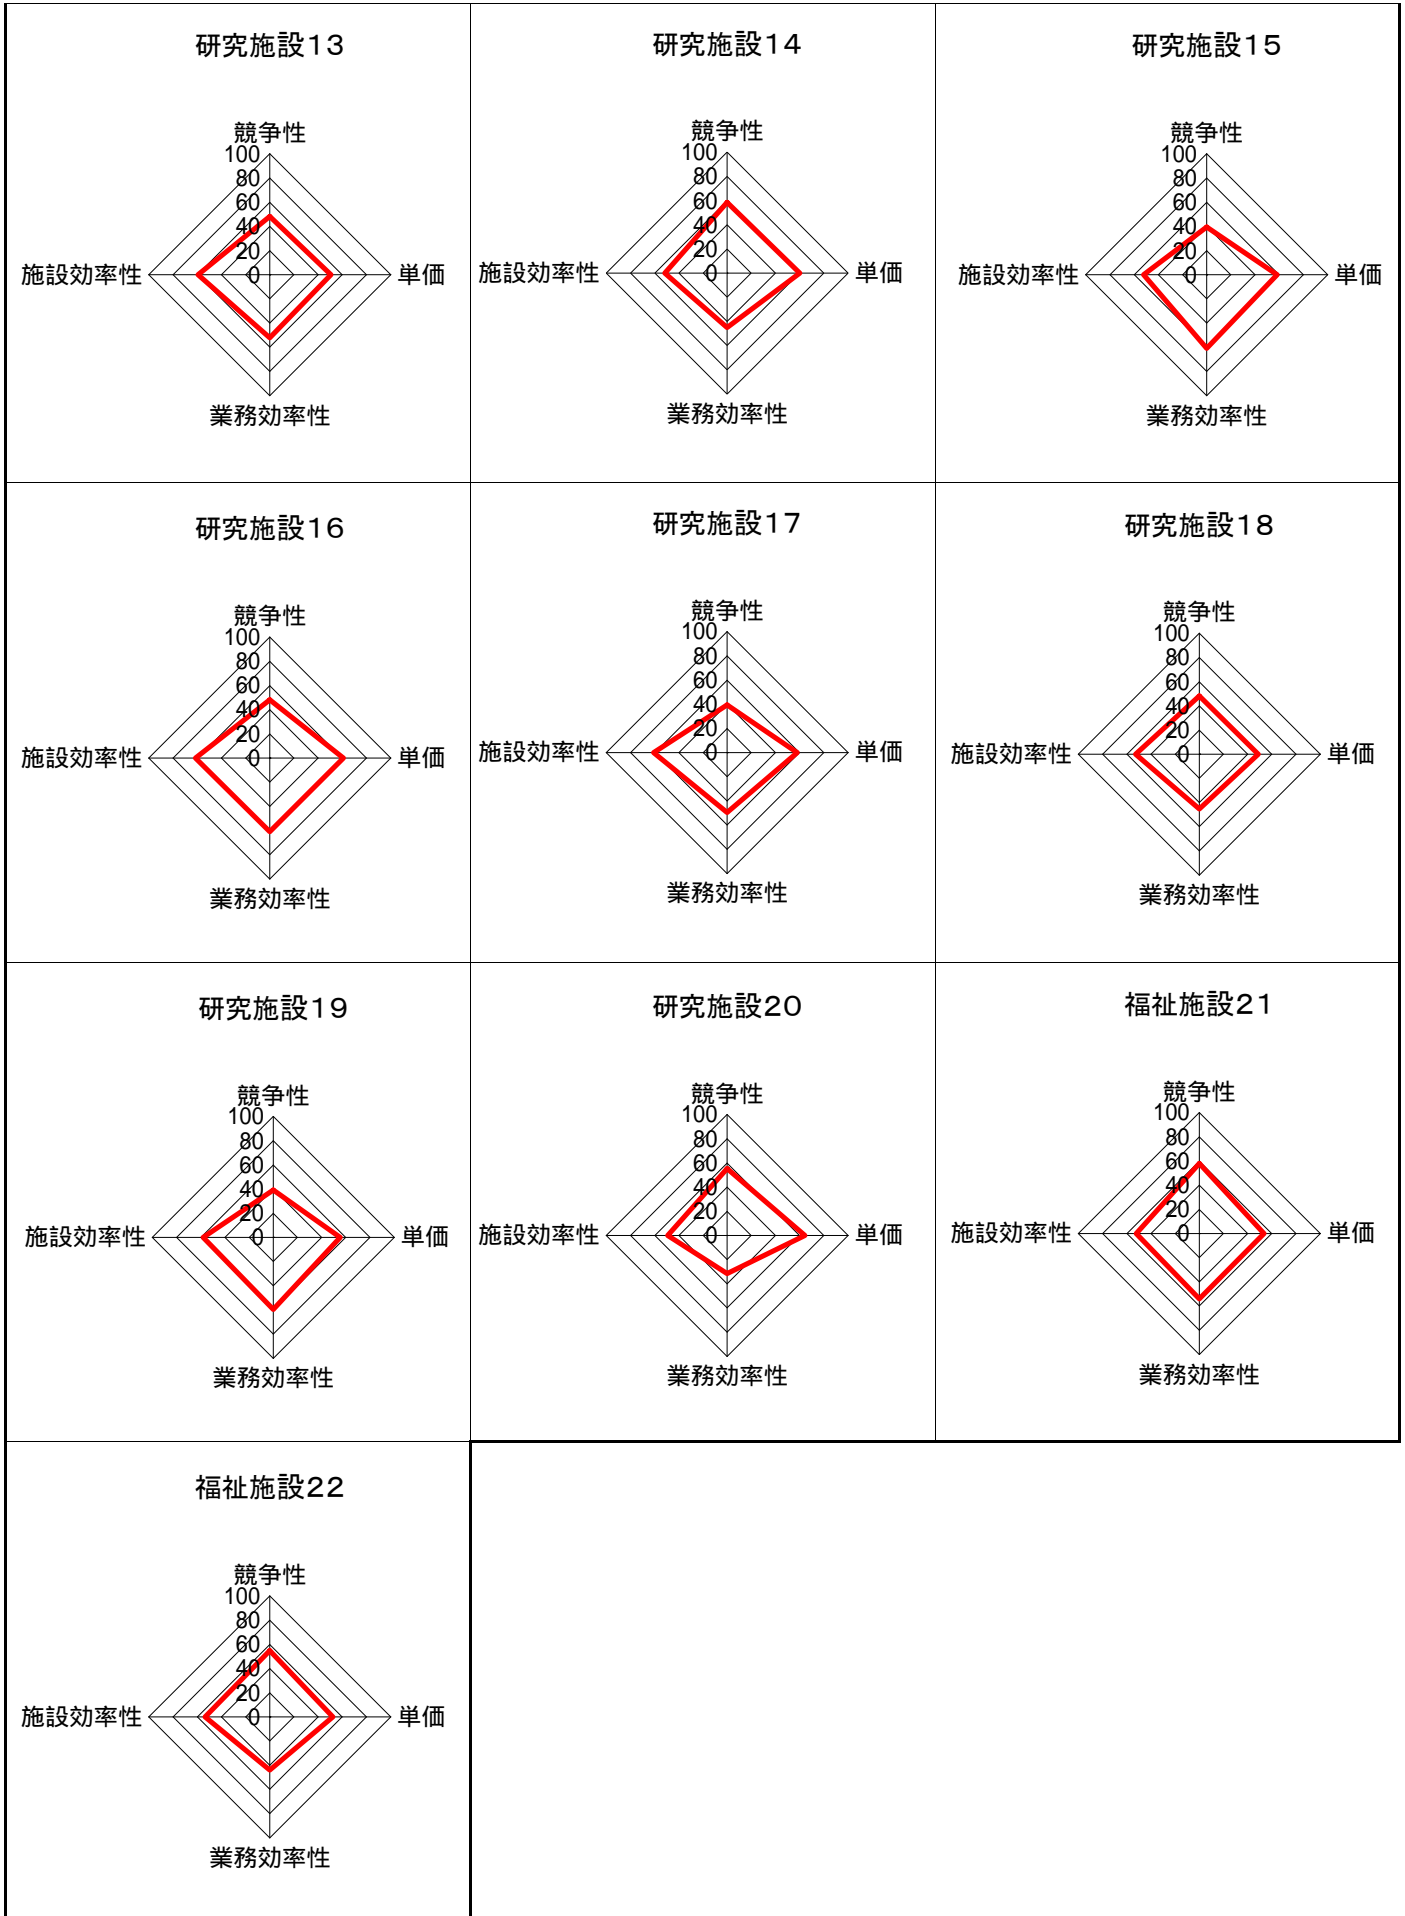 研究施設13
競争性
100
80
60
40
20
0
施設効率性
単価
業務効率性
研究施設14
競争性
100
80
60
40
20
0
施設効率性
単価
業務効率性
研究施設15
競争性
100
80
60
40
20
0
施設効率性
単価
業務効率性
研究施設16
競争性
100
80
60
40
20
0
施設効率性
単価
業務効率性
研究施設17
競争性
100
80
60
40
20
0
施設効率性
単価
業務効率性
研究施設18
競争性
100
80
60
40
20
0
施設効率性
単価
業務効率性
研究施設19
競争性
100
80
60
40
20
0
施設効率性
単価
業務効率性
研究施設20
競争性
100
80
60
40
20
0
施設効率性
単価
業務効率性
福祉施設21
競争性
100
80
60
40
20
0
施設効率性
単価
業務効率性
福祉施設22
競争性
100
80
60
40
20
0
施設効率性
単価
業務効率性